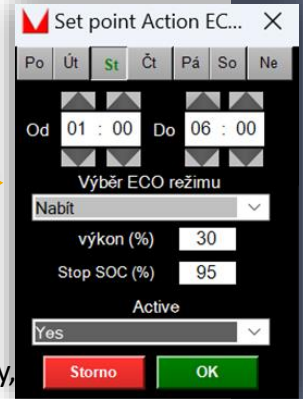 Set point Action EC...
Po Út St Čt Pá So Ne
Od 01 : 00 Do 06 : 00
Výběr ECO režimu
Nabít
výkon (%) 30
Stop SOC (%) 95
Active
Yes
y,
Storno OK